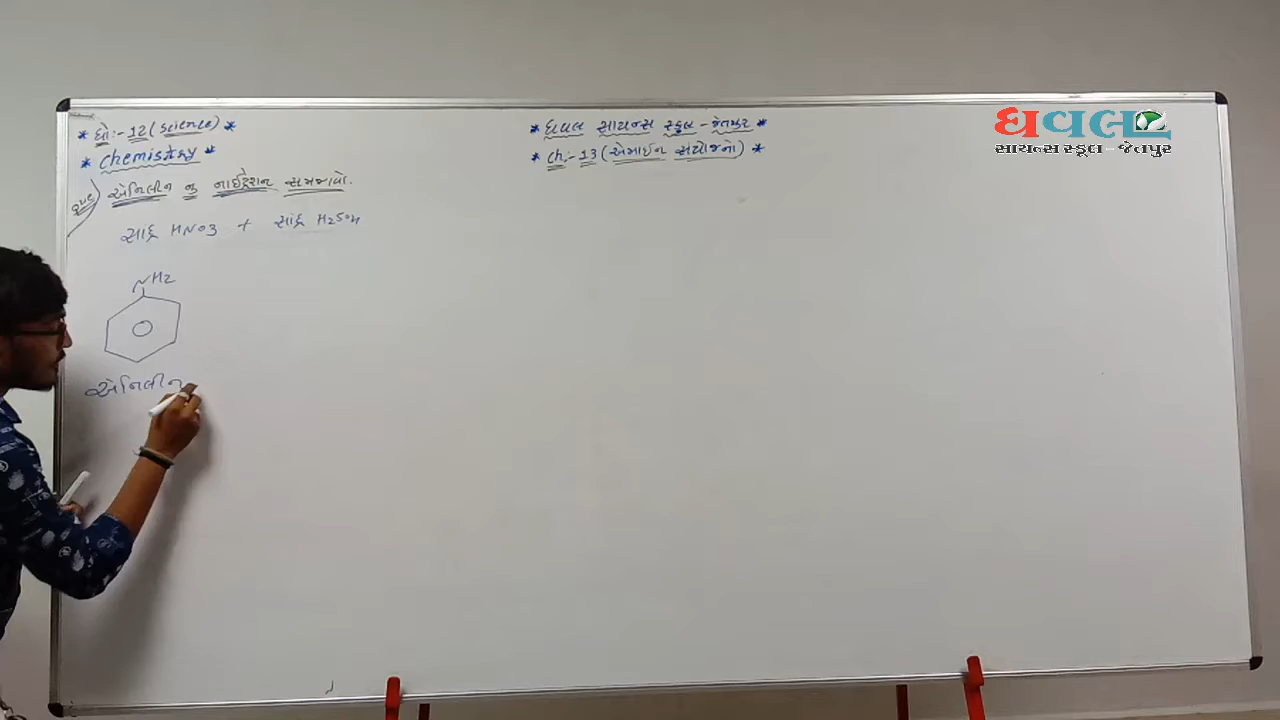 * ધો:-12 (Science) *
* Chemistry *
* ધવલ સાયન્સ સ્કૂલ - જેતપુર *
* ch:-13 (એમાઈન સંયોજનો) *
ધવલ
સાયન્સ સ્કૂલ - જેતપુર
એનિલીન નુ નાઈટ્રેશન સમજાવો.
સાંદ્ર HNO3 + સાંદ્ર H2SO4
NH2
એનિલીન